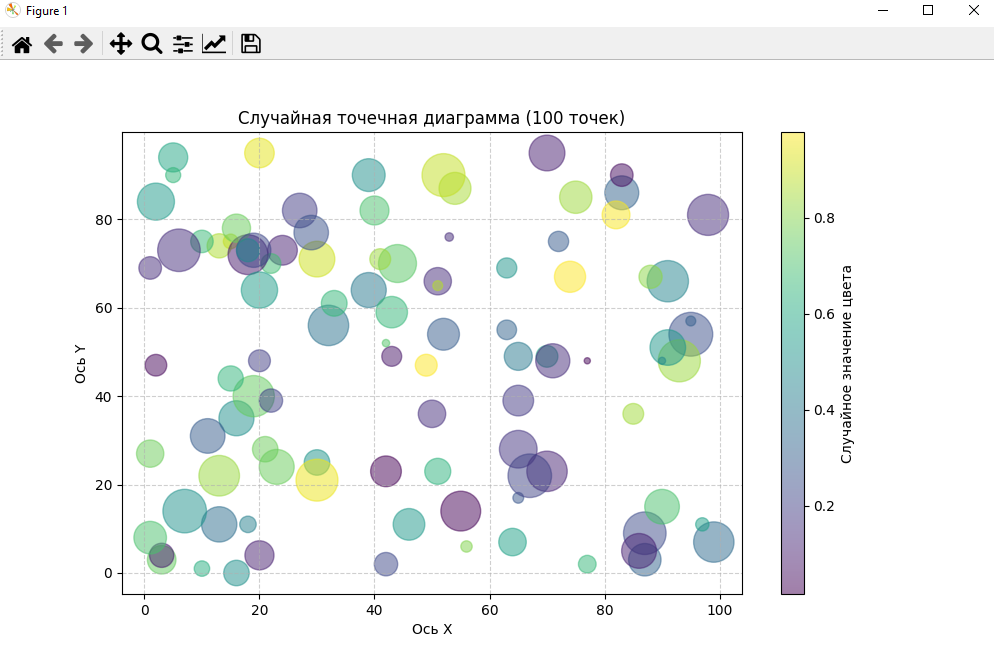 Figure 1
Случайная точечная диаграмма (100 точек)
80
60
40
20
0
Ось Y
0 20 40 60 80 100
Ось X
0.8
0.6
0.4
0.2
Случайное значение цвета